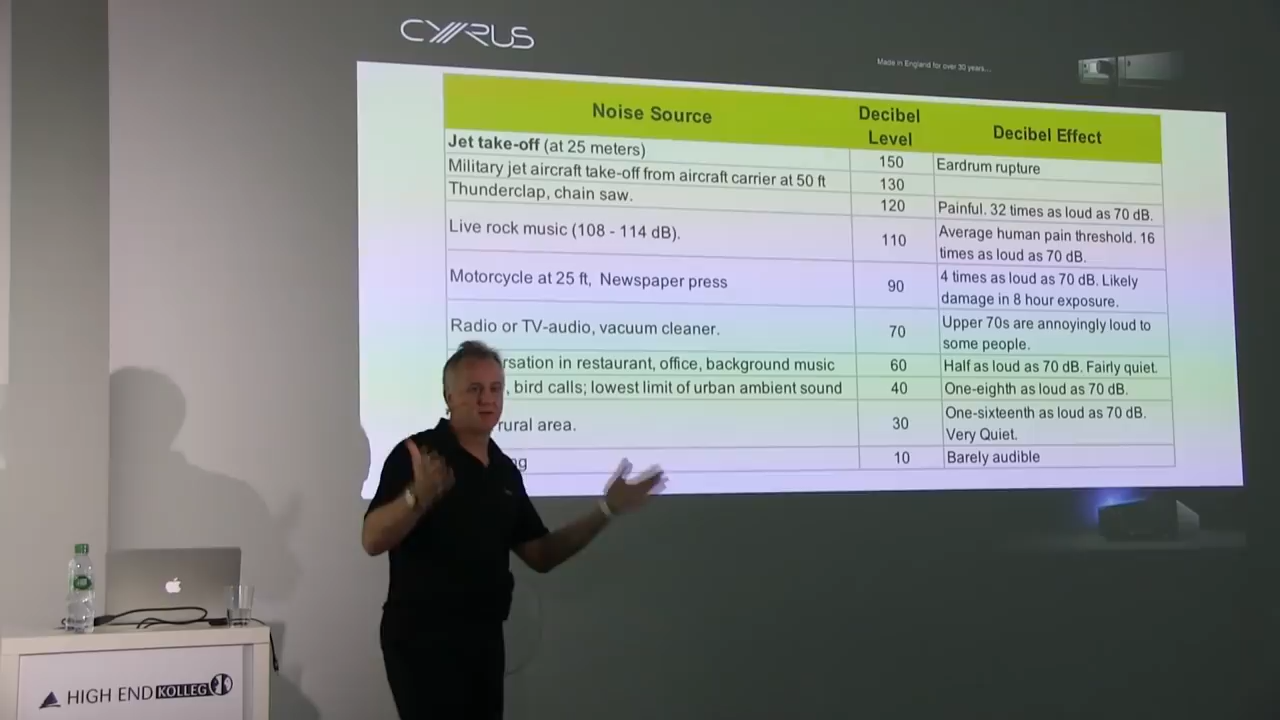 CYRUS
Made in England for over 30 years...
Noise Source
Decibel
Level
Decibel Effect
Jet take-off (at 25 meters)
150
Eardrum rupture
Military jet aircraft take-off from aircraft carrier at 50 ft
130
Thunderclap, chain saw.
120
Painful. 32 times as loud as 70 dB.
Live rock music (108 - 114 dB).
110
Average human pain threshold. 16
times as loud as 70 dB.
Motorcycle at 25 ft, Newspaper press
90
4 times as loud as 70 dB. Likely
damage in 8 hour exposure.
Radio or TV-audio, vacuum cleaner.
70
Upper 70s are annoyingly loud to
some people.
rsation in restaurant, office, background music
60
Half as loud as 70 dB. Fairly quiet.
, bird calls; lowest limit of urban ambient sound
40
One-eighth as loud as 70 dB.
rural area.
30
One-sixteenth as loud as 70 dB.
Very Quiet.
ng
10
Barely audible
HIGH END KOLLEG